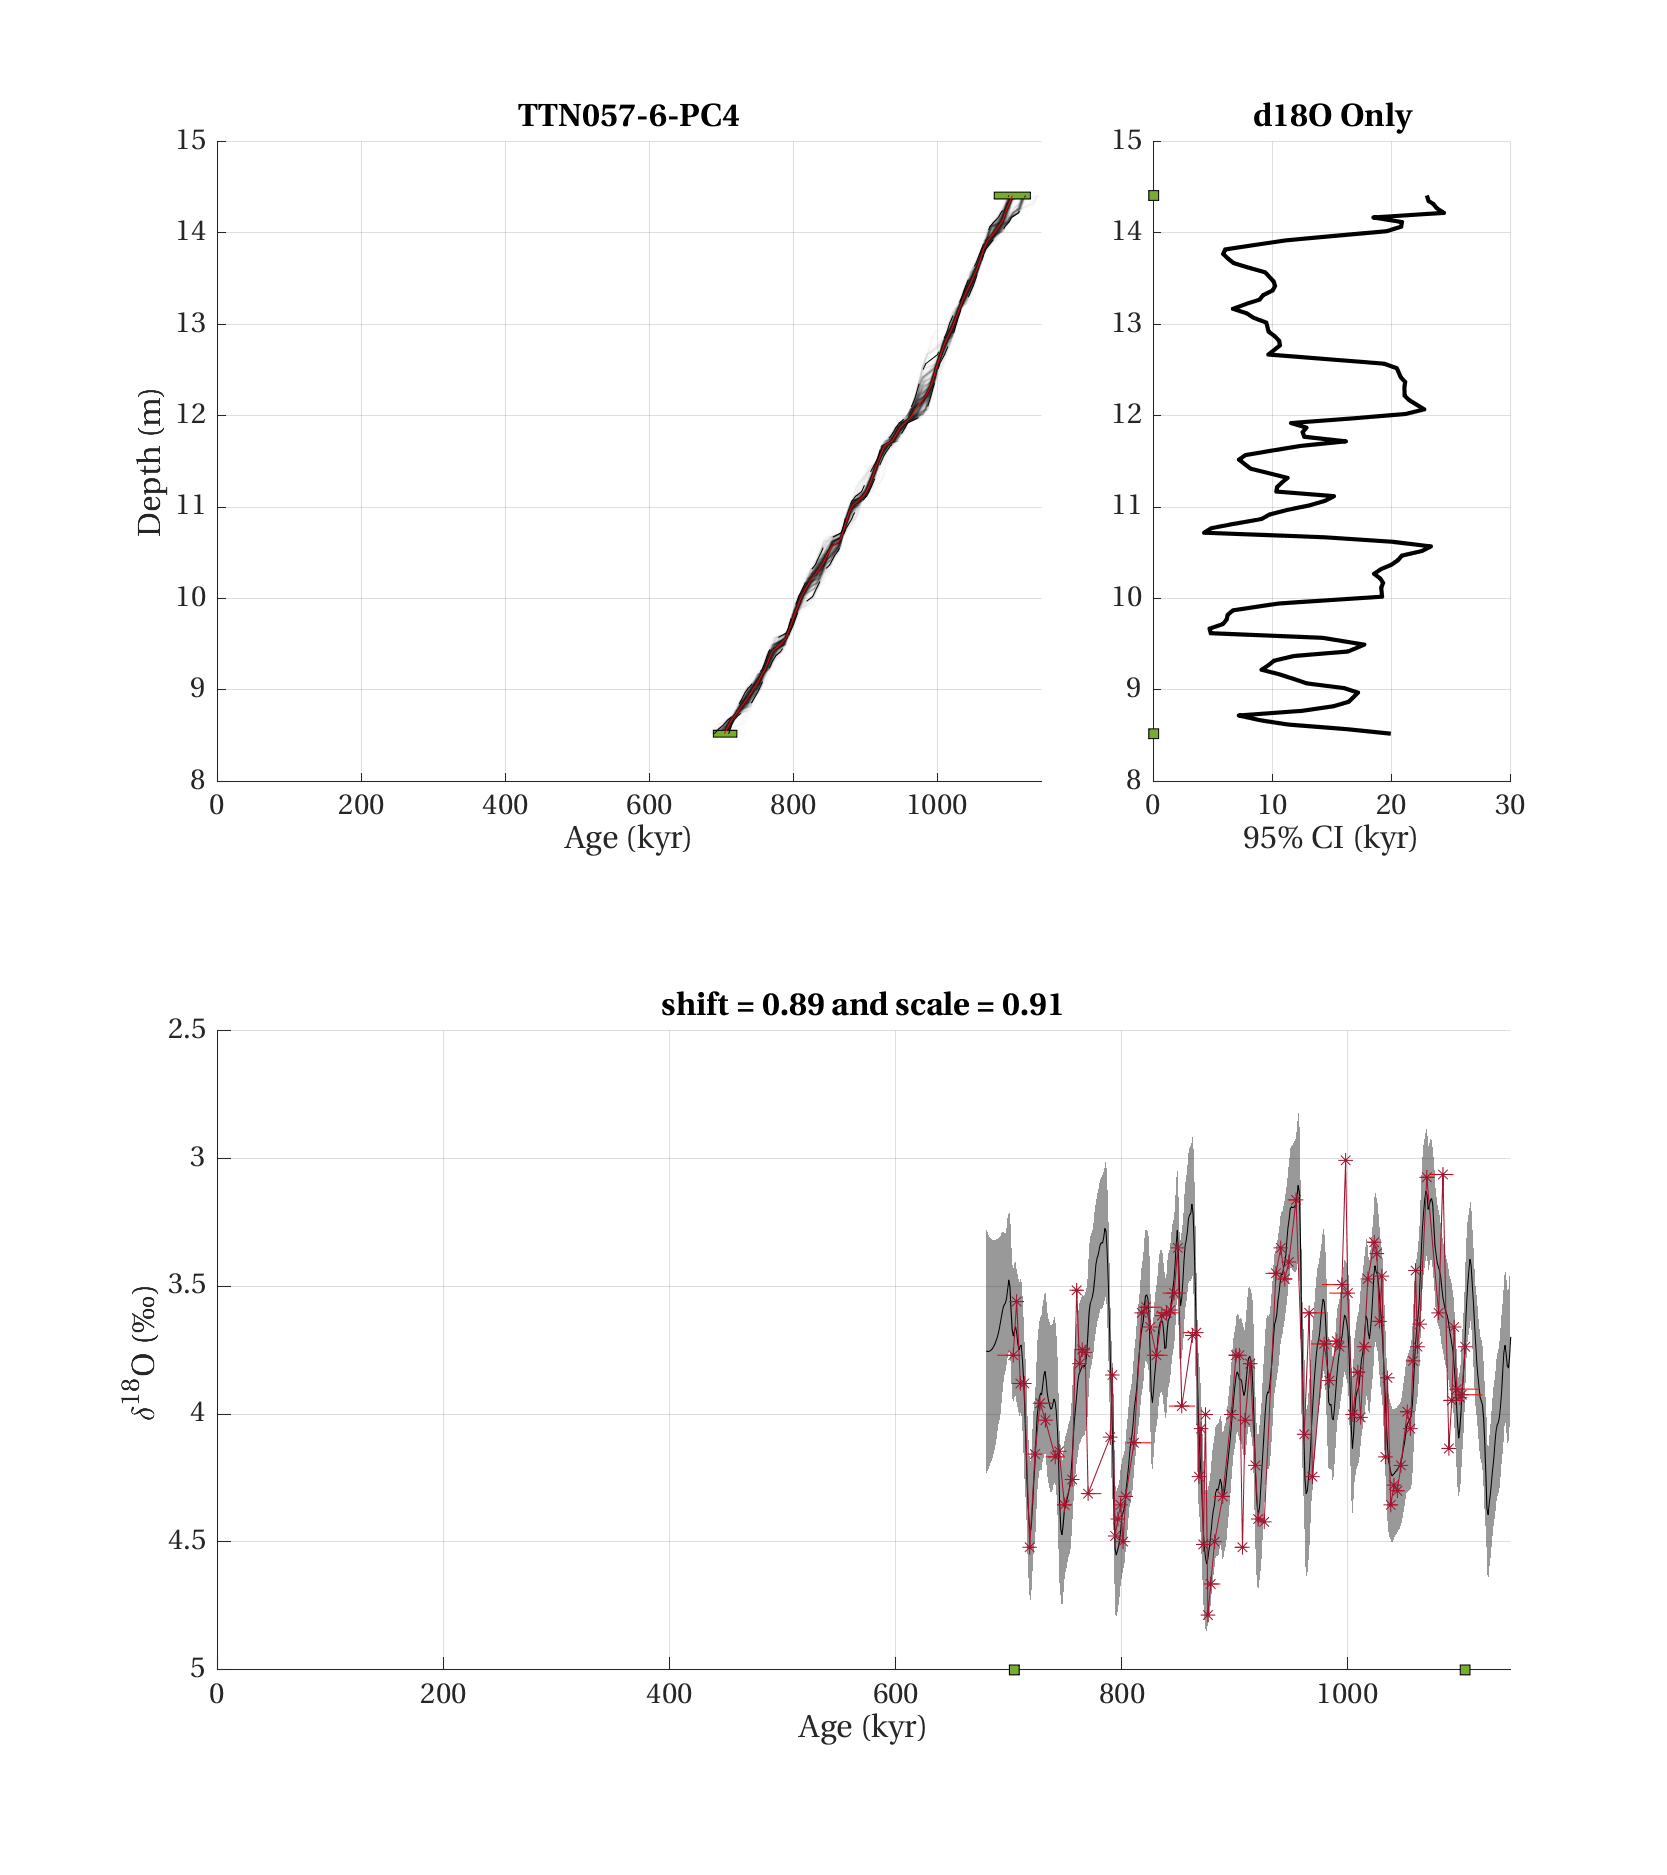 TTN057-6-PC4
15
14
13
12
11
10
9
8
Depth (m)
0 200 400 600 800 1000
Age (kyr)
d18O Only
15
14
13
12
11
10
9
8
0 10 20 30
95% CI (kyr)
shift = 0.89 and scale = 0.91
2.5
3
3.5
4
4.5
5
δ¹⁸O (‰)
0 200 400 600 800 1000
Age (kyr)